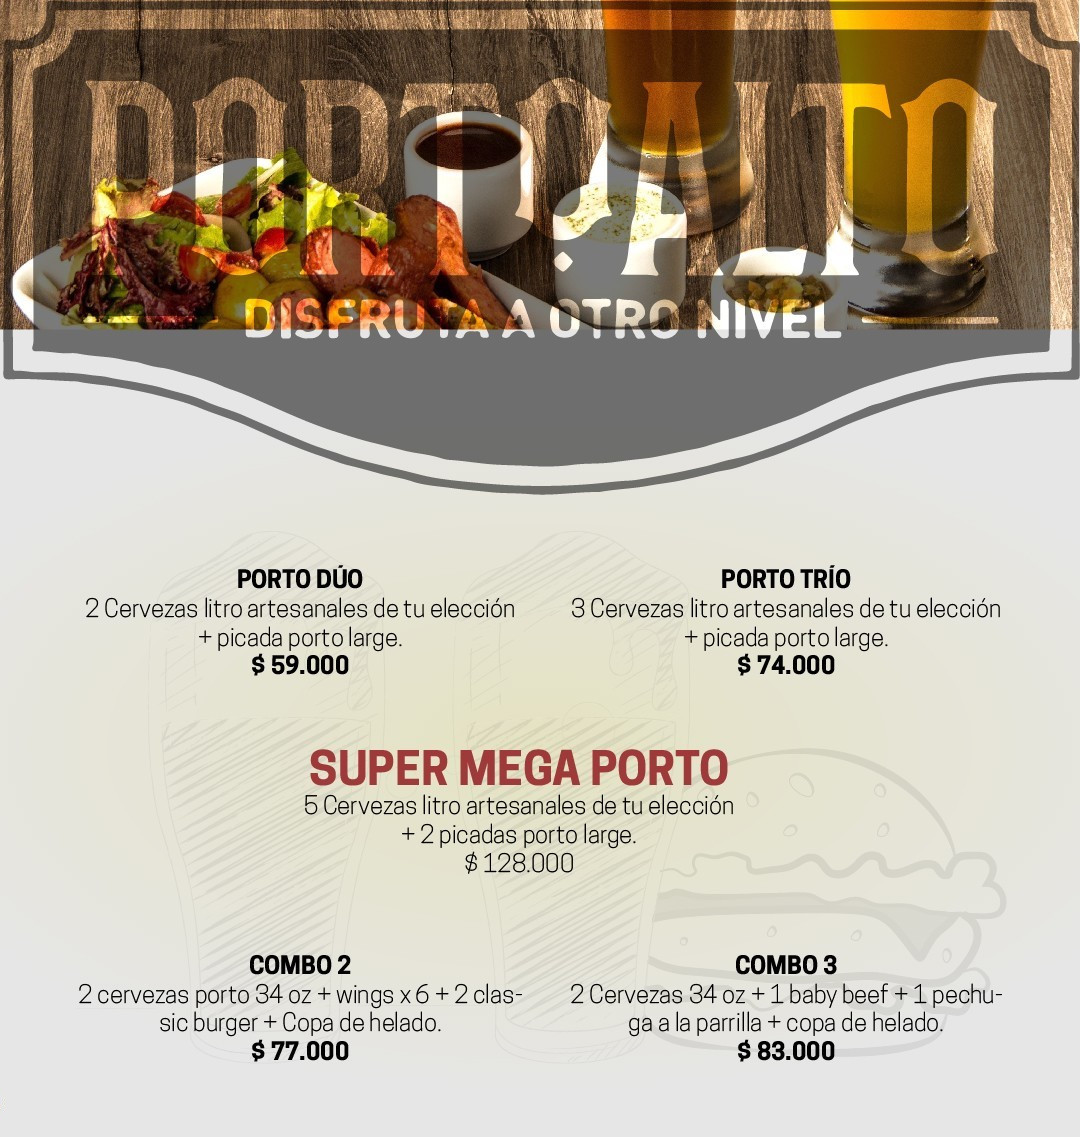 PORTOALTO
DISFRUTA A OTRO NIVEL
PORTO DÚO
2 Cervezas litro artesanales de tu elección
+ picada porto large.
$ 59.000
PORTO TRÍO
3 Cervezas litro artesanales de tu elección
+ picada porto large.
$ 74.000
SUPER MEGA PORTO
5 Cervezas litro artesanales de tu elección
+ 2 picadas porto large.
$ 128.000
COMBO 2
2 cervezas porto 34 oz + wings x 6 + 2 clas-
sic burger + Copa de helado.
$ 77.000
COMBO 3
2 Cervezas 34 oz + 1 baby beef + 1 pechu-
ga a la parrilla + copa de helado.
$ 83.000